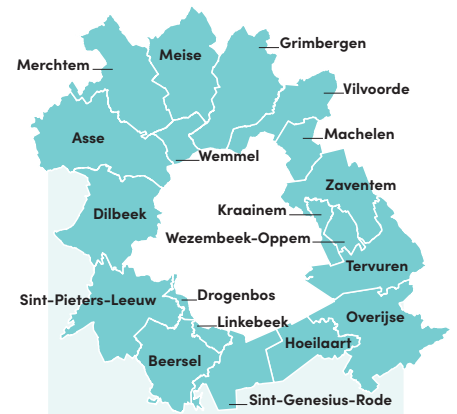 Grimbergen
Meise
Merchtem
Vilvoorde
Machelen
Asse
Wemmel
Zaventem
Kraainem
Dilbeek
Wezembeek-Oppem
Tervuren
Drogenbos
Sint-Pieters-Leeuw
Overijse
Linkebeek
Hoeilaart
Beersel
Sint-Genesius-Rode